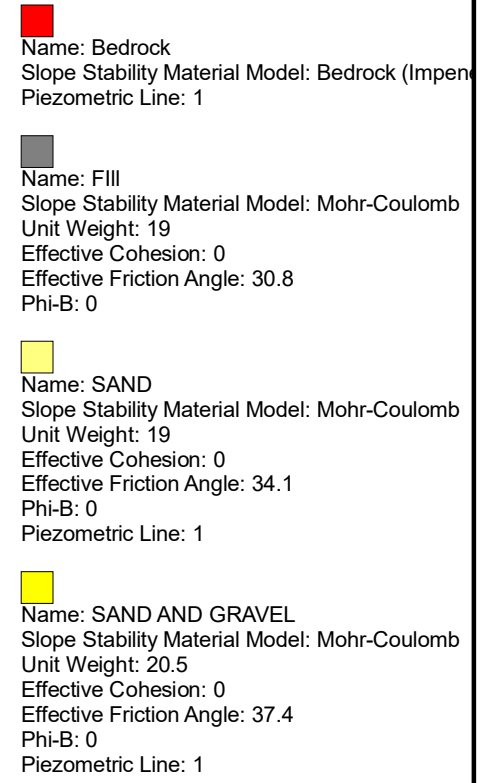 Name: Bedrock
Slope Stability Material Model: Bedrock
Piezometric Line: 1
Name: FIll
Slope Stability Material Model: Mohr-Coulomb
Unit Weight: 19
Effective Cohesion: 0
Effective Friction Angle: 30.8
Phi-B: 0
Name: SAND
Slope Stability Material Model: Mohr-Coulomb
Unit Weight: 19
Effective Cohesion: 0
Effective Friction Angle: 34.1
Phi-B: 0
Piezometric Line: 1
Name: SAND AND GRAVEL
Slope Stability Material Model: Mohr-Coulomb
Unit Weight: 20.5
Effective Cohesion: 0
Effective Friction Angle: 37.4
Phi-B: 0
Piezometric Line: 1